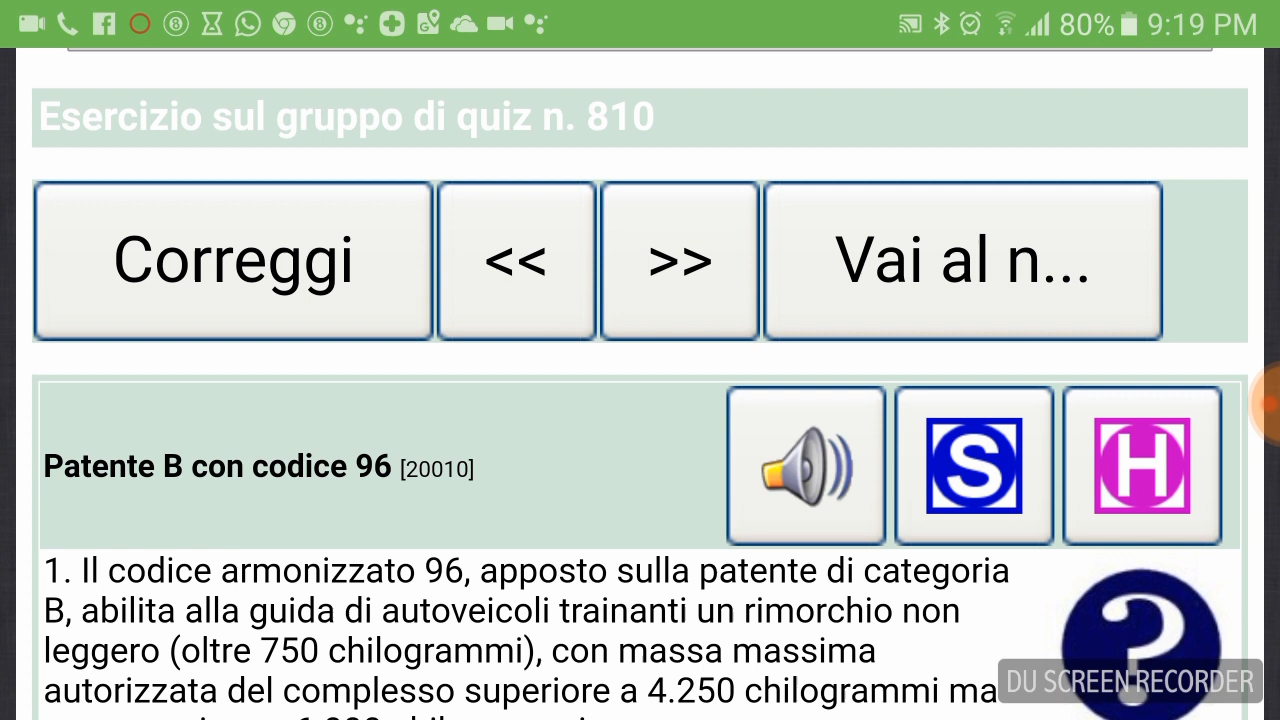 80% 9:19 PM
Esercizio sul gruppo di quiz n. 810
Correggi << >> Vai al n...
Patente B con codice 96 [20010]
S H
1. Il codice armonizzato 96, apposto sulla patente di categoria
B, abilita alla guida di autoveicoli trainanti un rimorchio non
leggero (oltre 750 chilogrammi), con massa massima
autorizzata del complesso superiore a 4.250 chilogrammi ma
?
DU SCREEN RECORDER